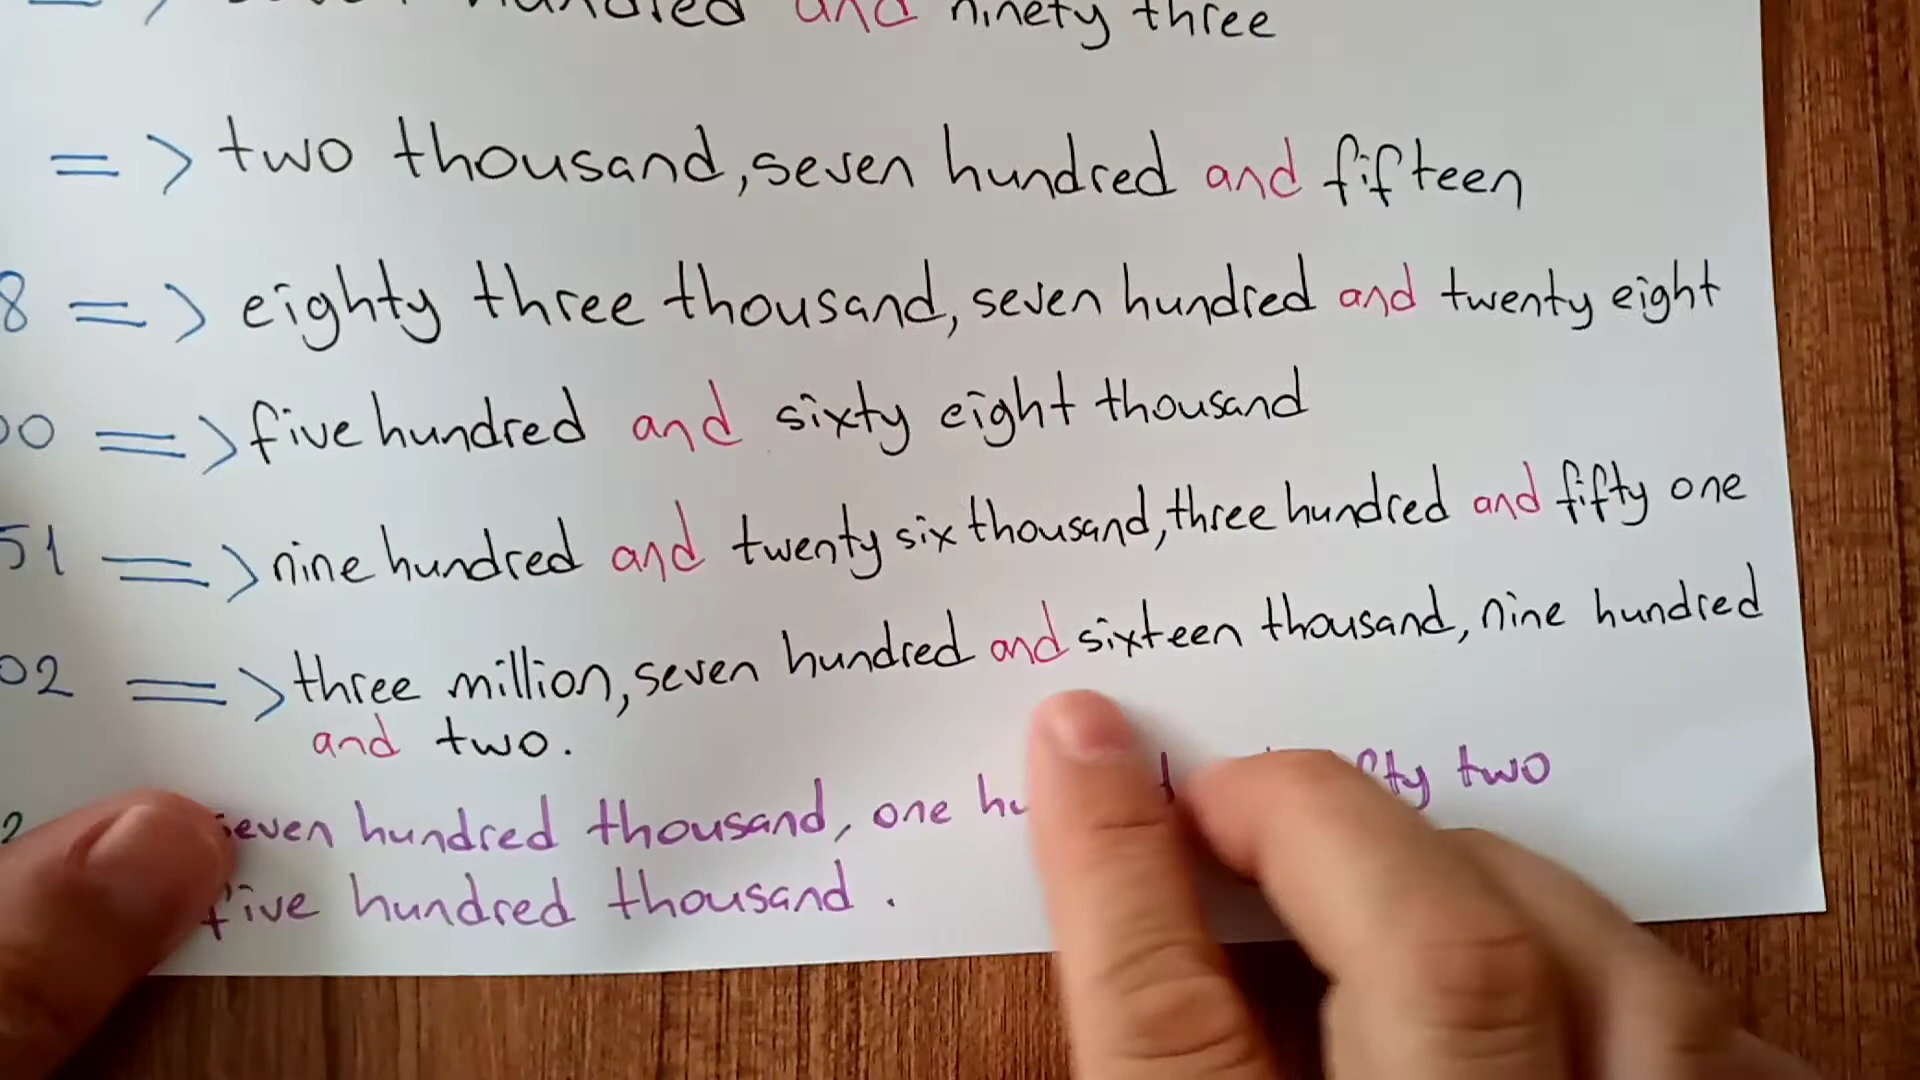 hundred and ninety three
=> two thousand, seven hundred and fifteen
8 => eighty three thousand, seven hundred and twenty eight
00 => five hundred and sixty eight thousand
51 => nine hundred and twenty six thousand, three hundred and fifty one
02 => three million, seven hundred and sixteen thousand, nine hundred
and two.
2 seven hundred thousand, one two
five hundred thousand.